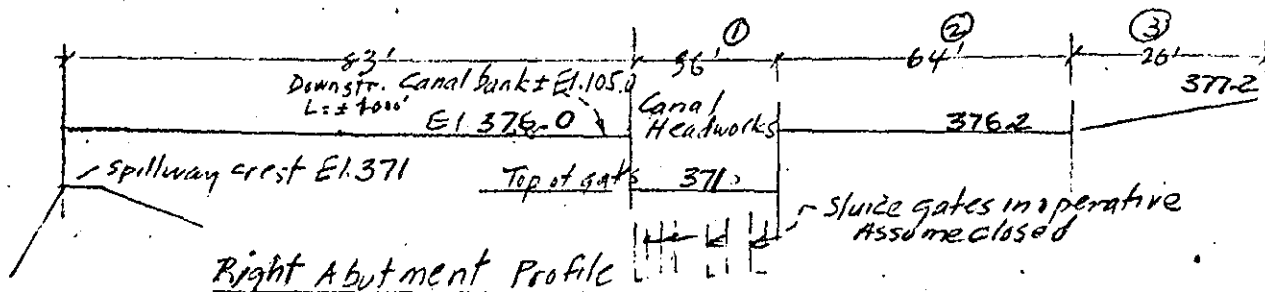 ① ② ③
83' 56' 64' 26'
Downstr. Canal bank ± El. 105.0
L = ± 1000'
377.2
El 376.0
Canal
Headworks
376.2
Spillway crest El. 371
Top of gates 371.
Sluice gates inoperative
Assume closed
Right Abutment Profile